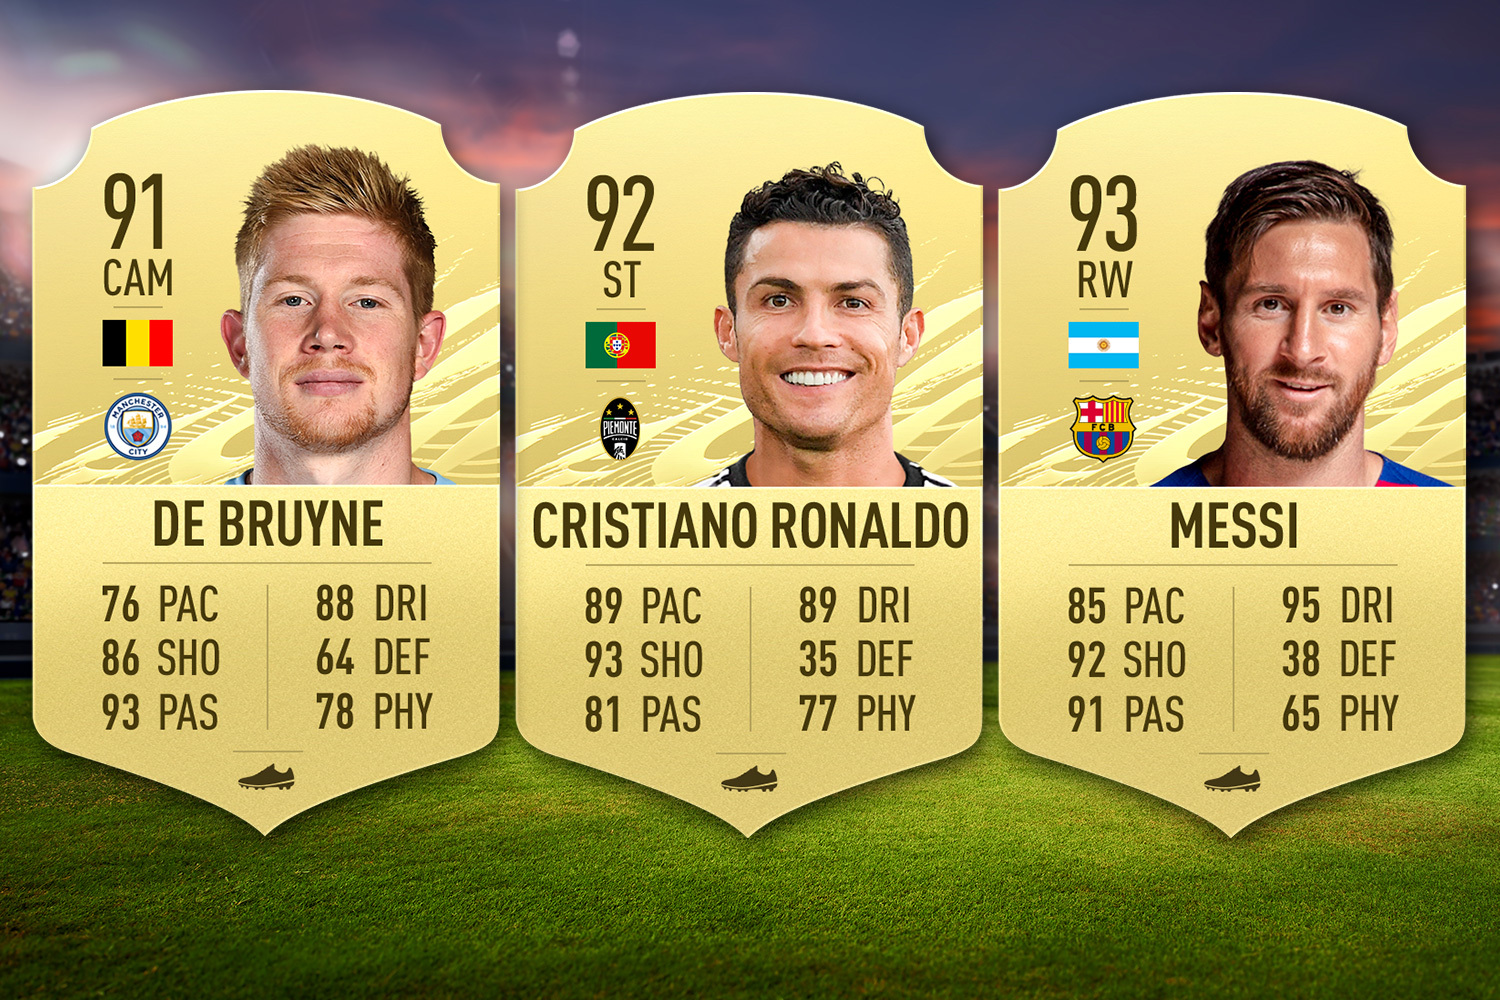 91
CAM
MANCHESTER
CITY
DE BRUYNE
76 PAC
88 DRI
86 SHO
64 DEF
93 PAS
78 PHY
92
ST
PIEMONTE
CALCIO
CRISTIANO RONALDO
89 PAC
89 DRI
93 SHO
35 DEF
81 PAS
77 PHY
93
RW
FCB
MESSI
85 PAC
95 DRI
92 SHO
38 DEF
91 PAS
65 PHY